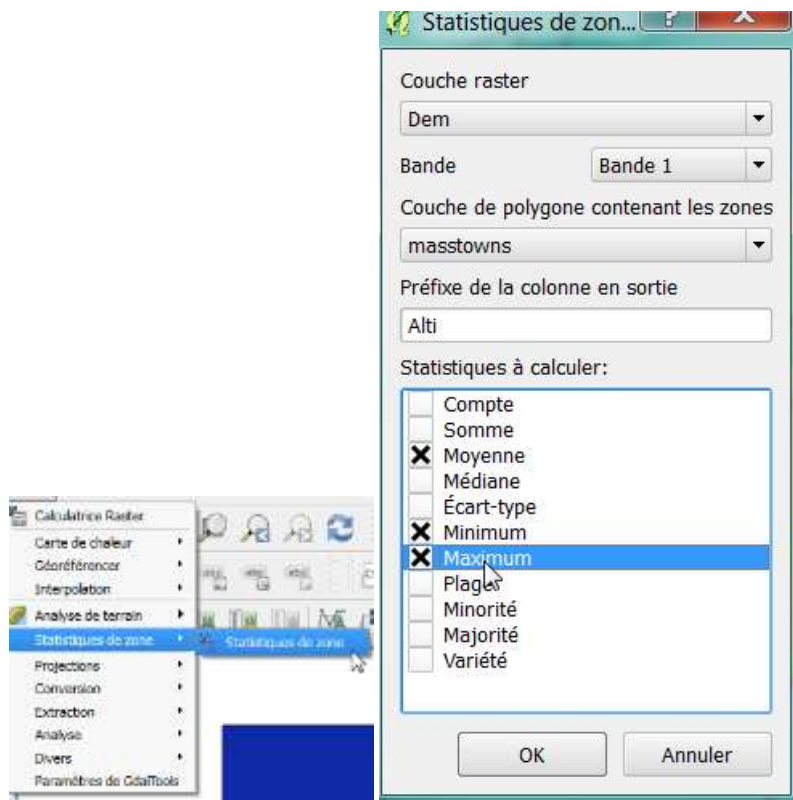 Calculatrice Raster
Carte de chaleur
Géoréférencer
Interpolation
Analyse de terrain
Statistiques de zone
Statistiques de zone
Projections
Conversion
Extraction
Analyse
Divers
Paramètres de GdalTools
Statistiques de zon...
Couche raster
Dem
Bande
Bande 1
Couche de polygone contenant les zones
masstowns
Préfixe de la colonne en sortie
Alti
Statistiques à calculer:
Compte
Somme
Moyenne
Médiane
Écart-type
Minimum
Maximum
Plage
Minorité
Majorité
Variété
OK
Annuler